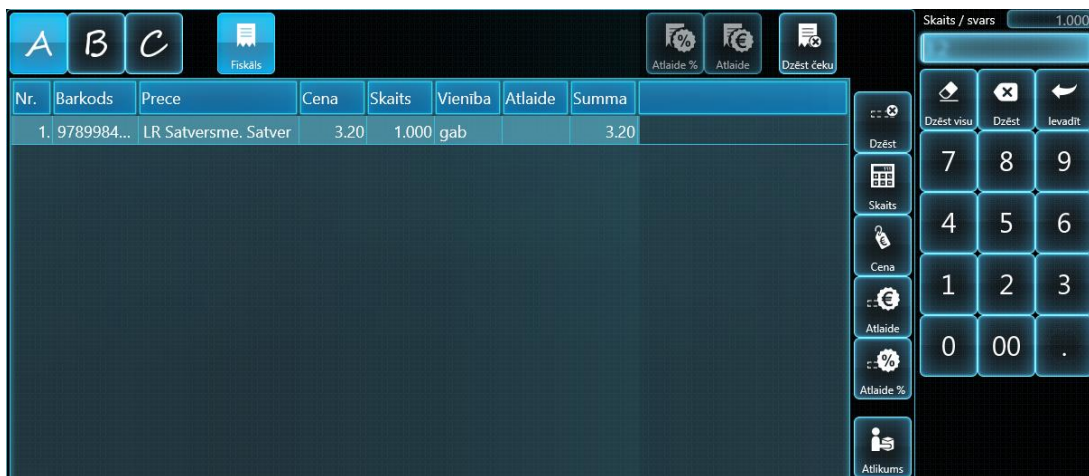 A B C
Fiskāls
Atlaide %
Atlaide
Dzēst čeku
Nr. Barkods Prece Cena Skaits Vienība Atlaide Summa
1. 9789984... LR Satversme. Satver 3.20 1.000 gab 3.20
Dzēst
Skaits
Cena
Atlaide
Atlaide %
Atlikums
Skaits / svars 1.000
Dzēst visu Dzēst Ievadīt
7 8 9
4 5 6
1 2 3
0 00 .